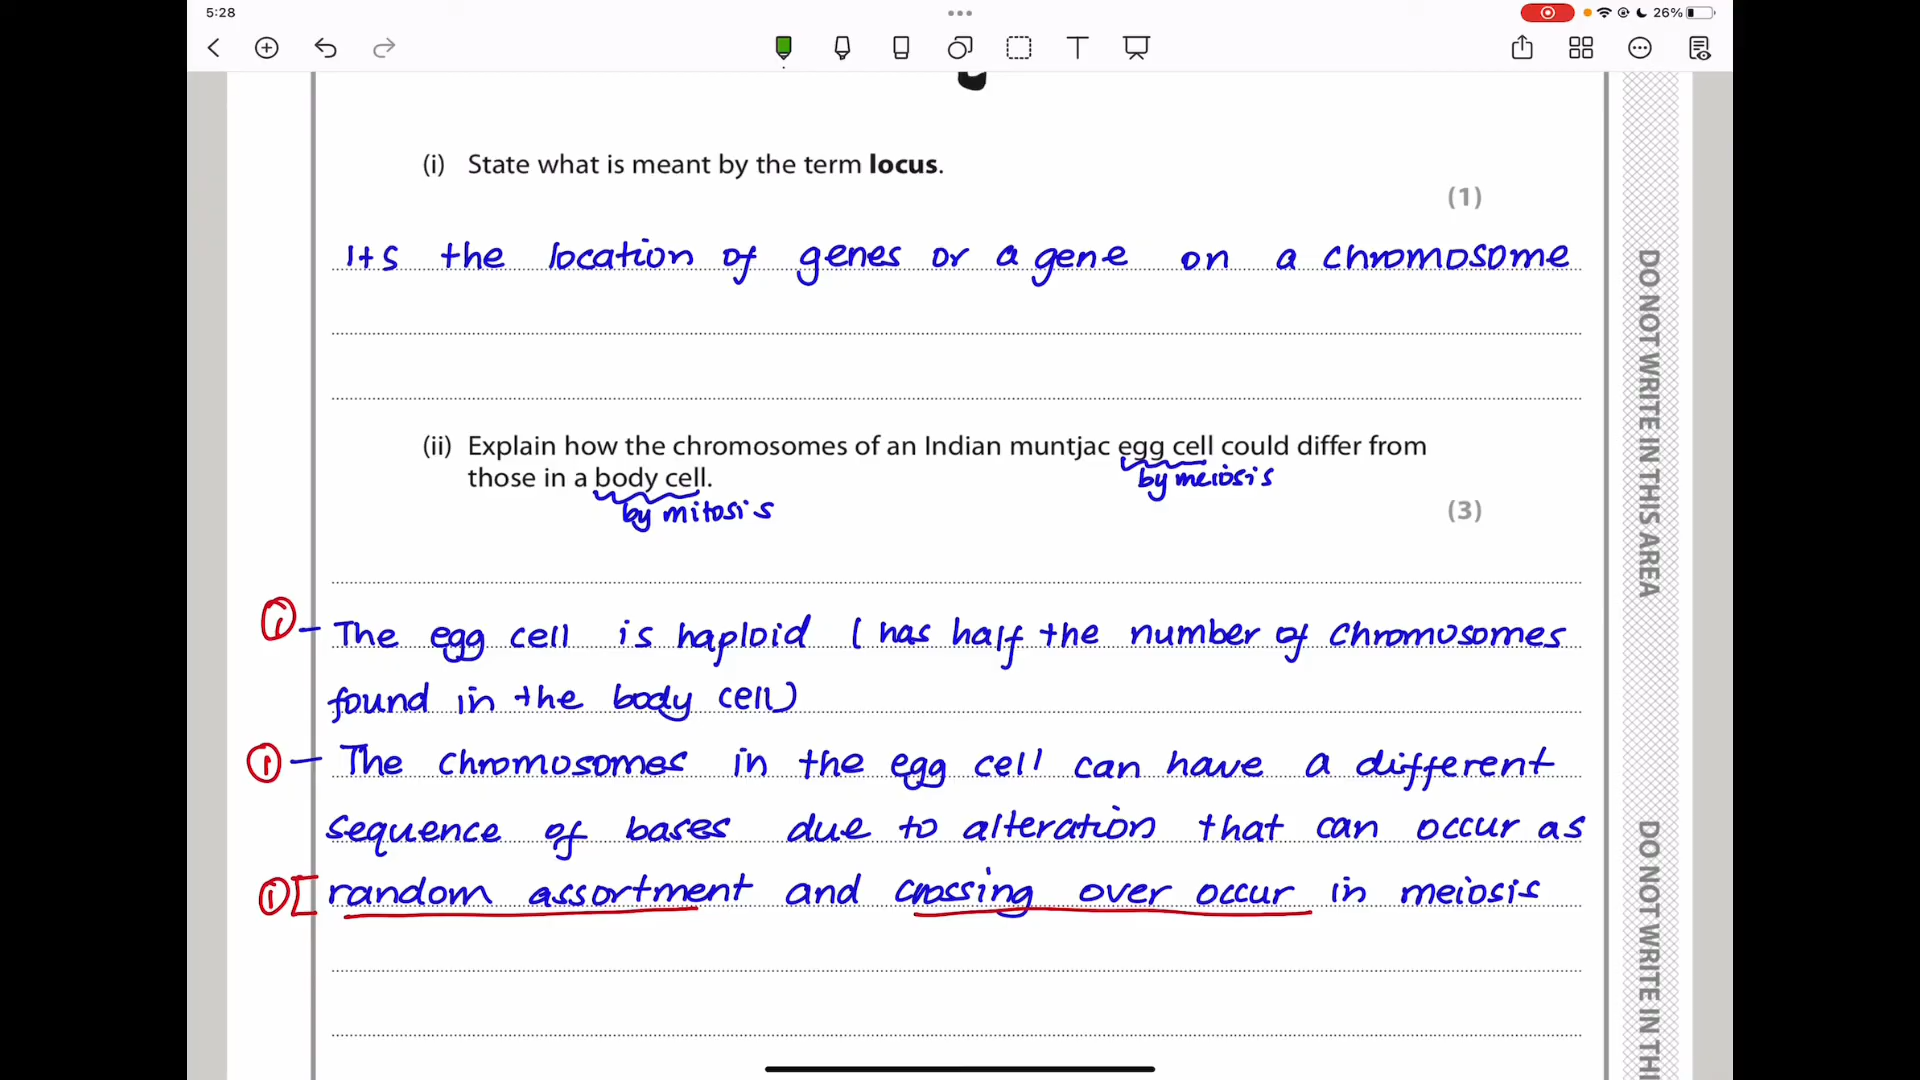 5:28
26%
(i) State what is meant by the term locus.
(1)
Its the location of genes or a gene on a chromosome
(ii) Explain how the chromosomes of an Indian muntjac egg cell could differ from
by meiosis
those in a body cell.
by mitosis
(3)
① – The egg cell is haploid ( has half the number of chromosomes
found in the body cell)
① – The chromosomes in the egg cell can have a different
sequence of bases due to alteration that can occur as
①[ random assortment and crossing over occur in meiosis
DO NOT WRITE IN THIS AREA
DO NOT WRITE IN THI